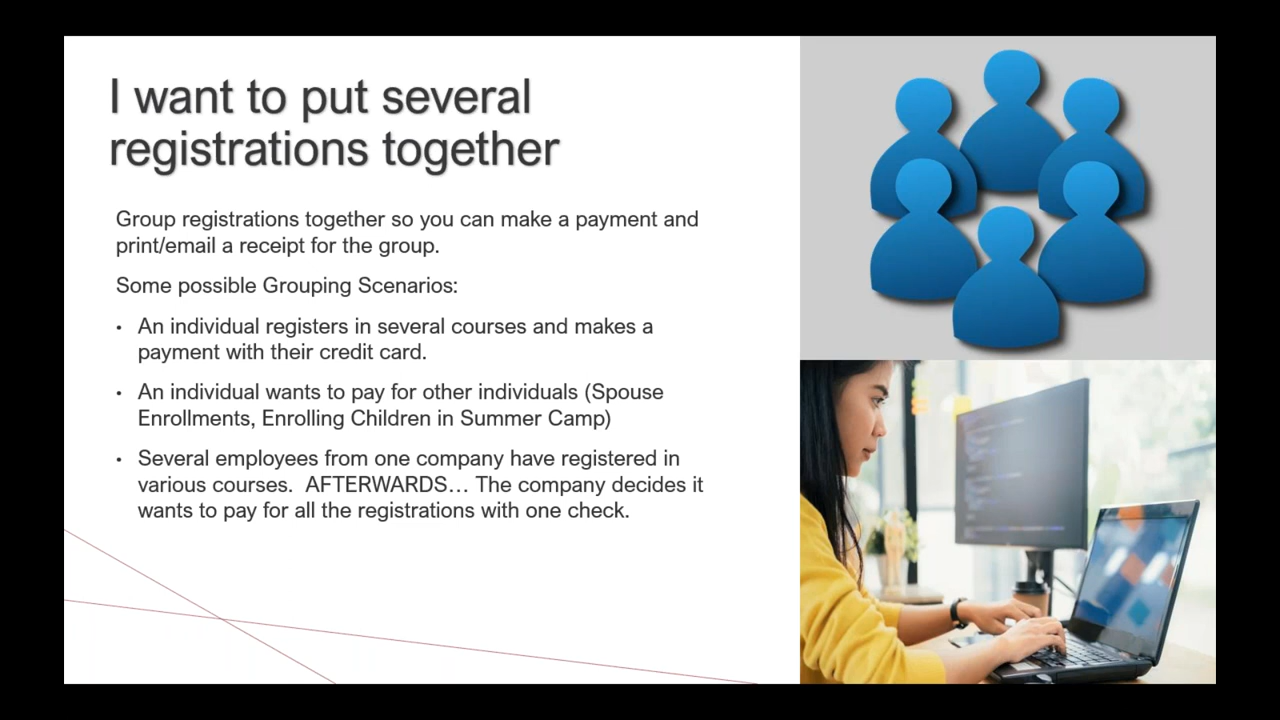 I want to put several
registrations together
Group registrations together so you can make a payment and
print/email a receipt for the group.
Some possible Grouping Scenarios:
• An individual registers in several courses and makes a
payment with their credit card.
• An individual wants to pay for other individuals (Spouse
Enrollments, Enrolling Children in Summer Camp)
• Several employees from one company have registered in
various courses.  AFTERWARDS… The company decides it
wants to pay for all the registrations with one check.